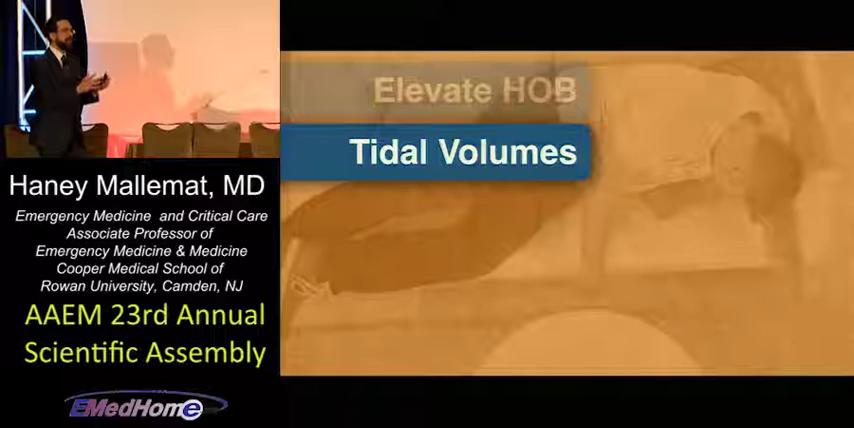 Elevate HOB
Tidal Volumes
Haney Mallemat, MD
Emergency Medicine and Critical Care
Associate Professor of
Emergency Medicine & Medicine
Cooper Medical School of
Rowan University, Camden, NJ
AAEM 23rd Annual
Scientific Assembly
EMedHome